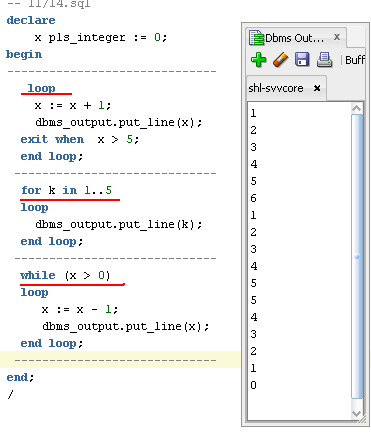 -- 11/14.sql
declare
x pls_integer := 0;
begin
----------------------------
loop
x := x + 1;
dbms_output.put_line(x);
exit when x > 5;
end loop;
---------------------------
for k in 1..5
loop
dbms_output.put_line(k);
end loop;
---------------------------
while (x > 0)
loop
x := x - 1;
dbms_output.put_line(x);
end loop;
---------------------------
end;
/
Dbms Out... x
Buff
shl-svvcore x
1
2
3
4
5
6
1
2
3
4
5
5
4
3
2
1
0